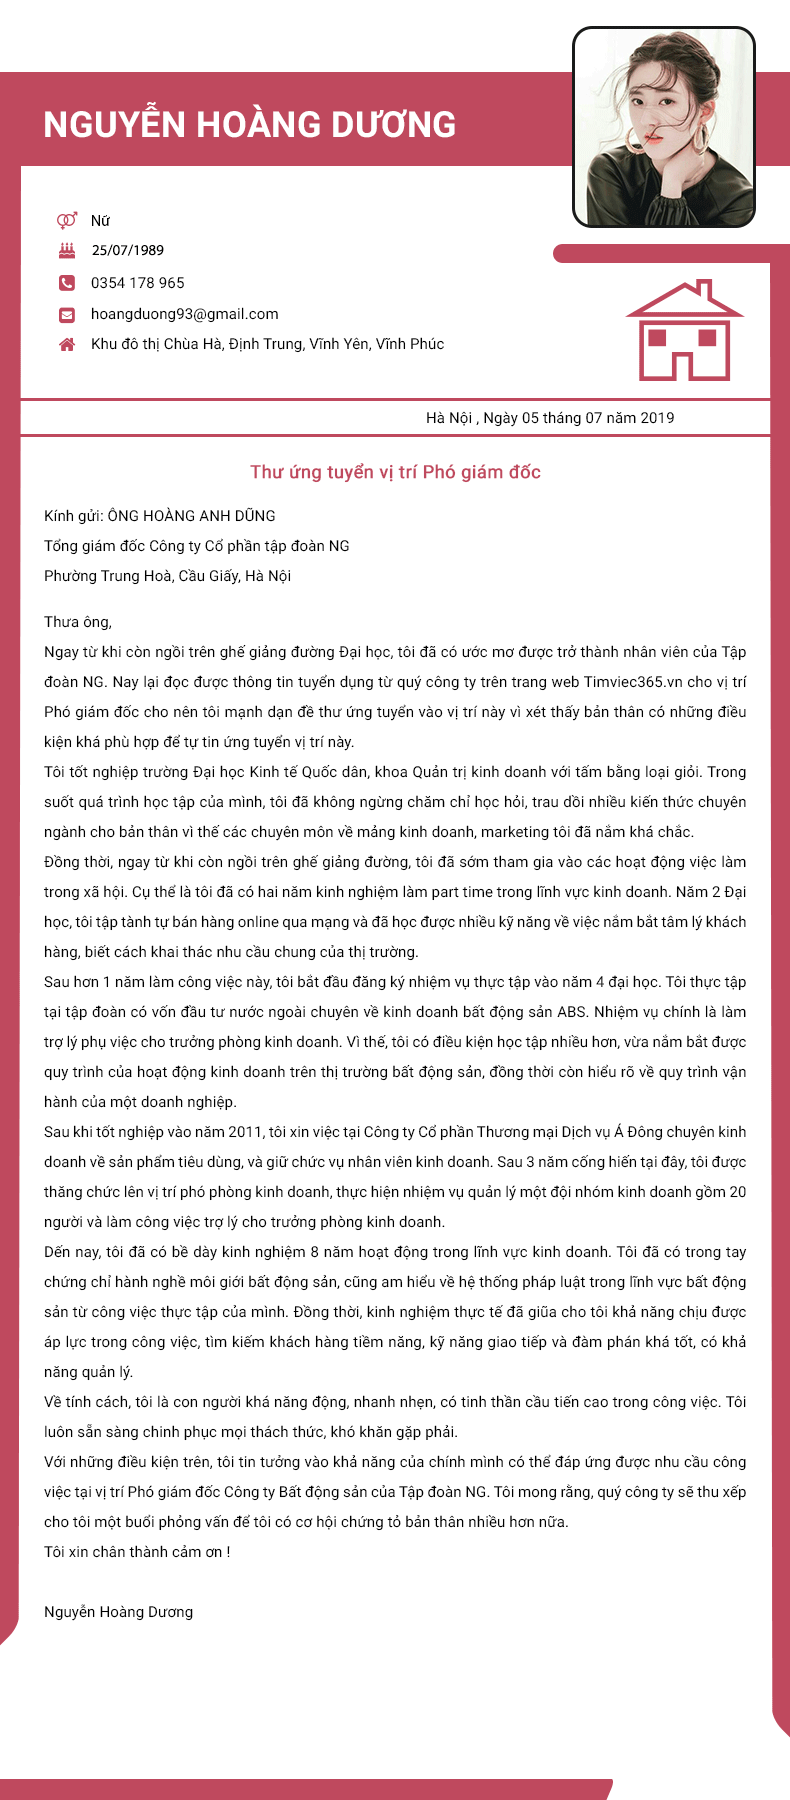 NGUYỄN HOÀNG DƯƠNG
Nữ
25/07/1989
0354 178 965
hoangduong93@gmail.com
Khu đô thị Chùa Hà, Định Trung, Vĩnh Yên, Vĩnh Phúc
Hà Nội , Ngày 05 tháng 07 năm 2019
Thư ứng tuyển vị trí Phó giám đốc
Kính gửi: ÔNG HOÀNG ANH DŨNG
Tổng giám đốc Công ty Cổ phần tập đoàn NG
Phường Trung Hoà, Cầu Giấy, Hà Nội
Thưa ông,
Ngay từ khi còn ngồi trên ghế giảng đường Đại học, tôi đã có ước mơ được trở thành nhân viên của Tập
đoàn NG. Nay lại đọc được thông tin tuyển dụng từ quý công ty trên trang web Timviec365.vn cho vị trí
Phó giám đốc cho nên tôi mạnh dạn đề thư ứng tuyển vào vị trí này vì xét thấy bản thân có những điều
kiện khá phù hợp để tự tin ứng tuyển vị trí này.
Tôi tốt nghiệp trường Đại học Kinh tế Quốc dân, khoa Quản trị kinh doanh với tấm bằng loại giỏi. Trong
suốt quá trình học tập của mình, tôi đã không ngừng chăm chỉ học hỏi, trau dồi nhiều kiến thức chuyên
ngành cho bản thân vì thế các chuyên môn về mảng kinh doanh, marketing tôi đã nắm khá chắc.
Đồng thời, ngay từ khi còn ngồi trên ghế giảng đường, tôi đã sớm tham gia vào các hoạt động việc làm
trong xã hội. Cụ thể là tôi đã có hai năm kinh nghiệm làm part time trong lĩnh vực kinh doanh. Năm 2 Đại
học, tôi tập tành tự bán hàng online qua mạng và đã học được nhiều kỹ năng về việc nắm bắt tâm lý khách
hàng, biết cách khai thác nhu cầu chung của thị trường.
Sau hơn 1 năm làm công việc này, tôi bắt đầu đăng ký nhiệm vụ thực tập vào năm 4 đại học. Tôi thực tập
tại tập đoàn có vốn đầu tư nước ngoài chuyên về kinh doanh bất động sản ABS. Nhiệm vụ chính là làm
trợ lý phụ việc cho trưởng phòng kinh doanh. Vì thế, tôi có điều kiện học tập nhiều hơn, vừa nắm bắt được
quy trình của hoạt động kinh doanh trên thị trường bất động sản, đồng thời còn hiểu rõ về quy trình vận
hành của một doanh nghiệp.
Sau khi tốt nghiệp vào năm 2011, tôi xin việc tại Công ty Cổ phần Thương mại Dịch vụ Á Đông chuyên kinh
doanh về sản phẩm tiêu dùng, và giữ chức vụ nhân viên kinh doanh. Sau 3 năm cống hiến tại đây, tôi được
thăng chức lên vị trí phó phòng kinh doanh, thực hiện nhiệm vụ quản lý một đội nhóm kinh doanh gồm 20
người và làm công việc trợ lý cho trưởng phòng kinh doanh.
Dến nay, tôi đã có bề dày kinh nghiệm 8 năm hoạt động trong lĩnh vực kinh doanh. Tôi đã có trong tay
chứng chỉ hành nghề môi giới bất động sản, cũng am hiểu về hệ thống pháp luật trong lĩnh vực bất động
sản từ công việc thực tập của mình. Đồng thời, kinh nghiệm thực tế đã giũa cho tôi khả năng chịu được
áp lực trong công việc, tìm kiếm khách hàng tiềm năng, kỹ năng giao tiếp và đàm phán khá tốt, có khả
năng quản lý.
Về tính cách, tôi là con người khá năng động, nhanh nhẹn, có tinh thần cầu tiến cao trong công việc. Tôi
luôn sẵn sàng chinh phục mọi thách thức, khó khăn gặp phải.
Với những điều kiện trên, tôi tin tưởng vào khả năng của chính mình có thể đáp ứng được nhu cầu công
việc tại vị trí Phó giám đốc Công ty Bất động sản của Tập đoàn NG. Tôi mong rằng, quý công ty sẽ thu xếp
cho tôi một buổi phỏng vấn để tôi có cơ hội chứng tỏ bản thân nhiều hơn nữa.
Tôi xin chân thành cảm ơn !
Nguyễn Hoàng Dương